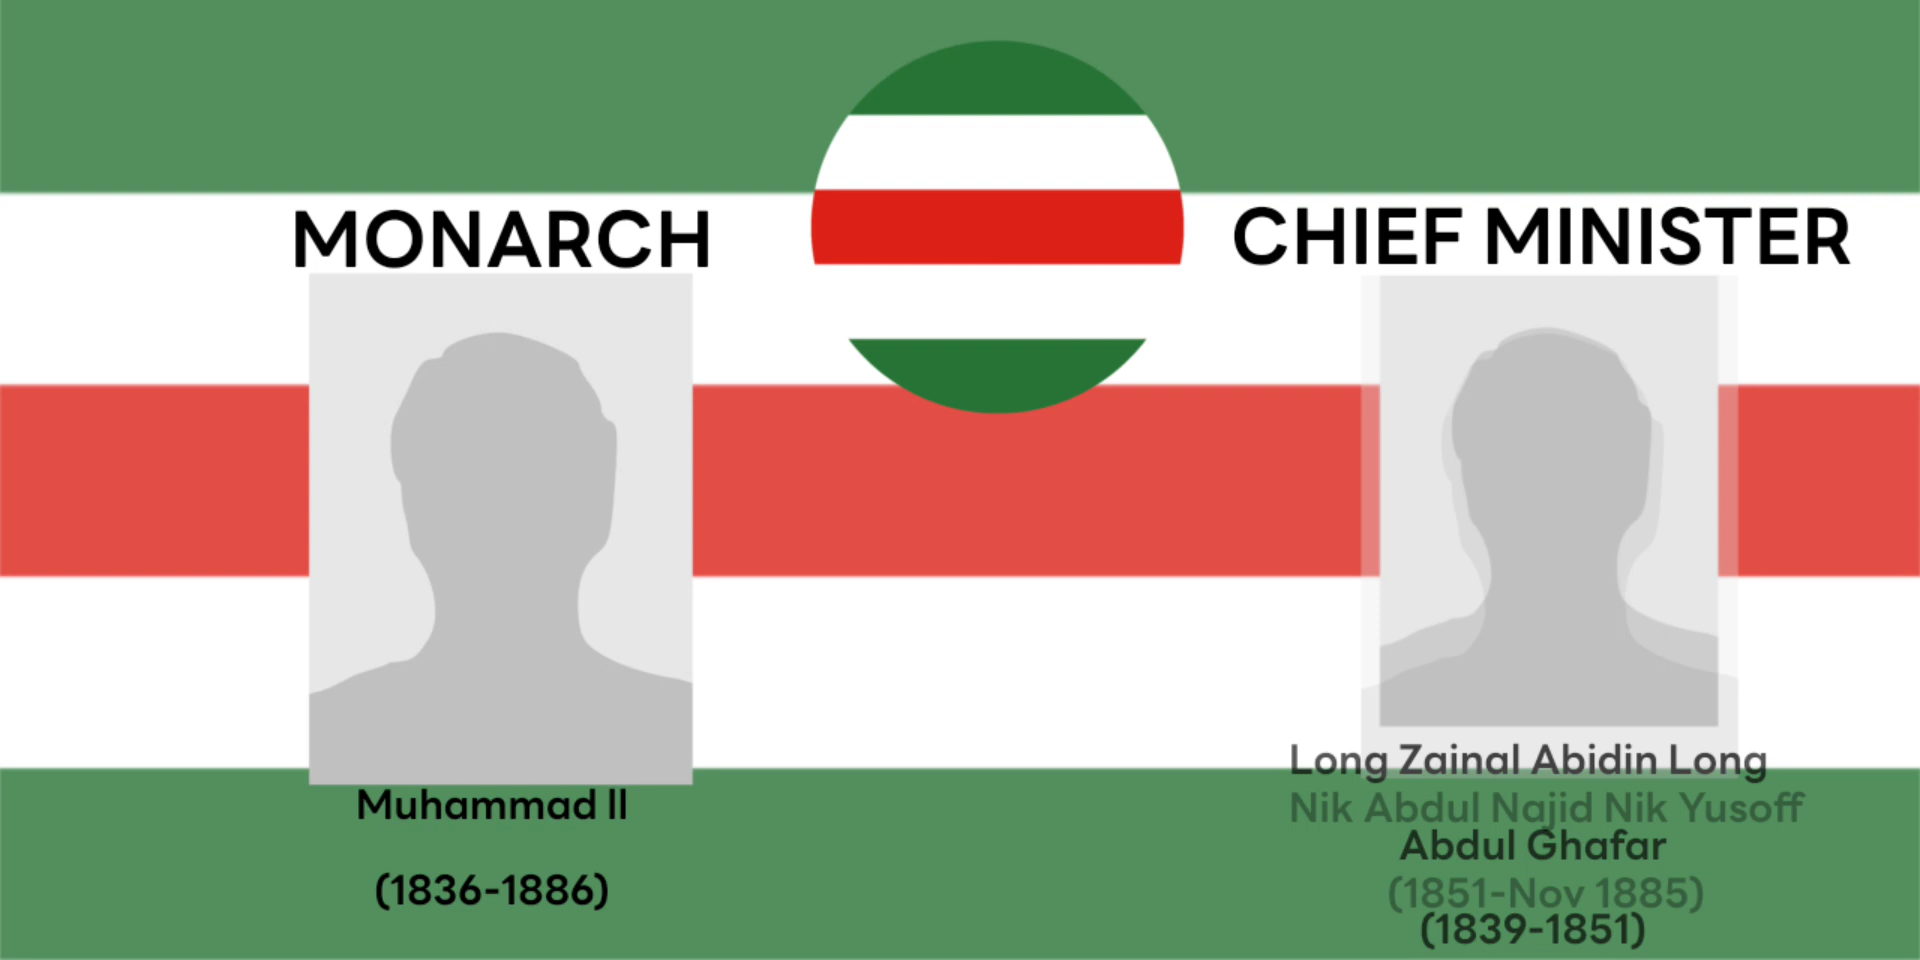 MONARCH
CHIEF MINISTER
Muhammad II
(1836-1886)
Long Zainal Abidin Long
Nik Abdul Najid Nik Yusoff
Abdul Ghafar
(1851-Nov 1885)
(1839-1851)